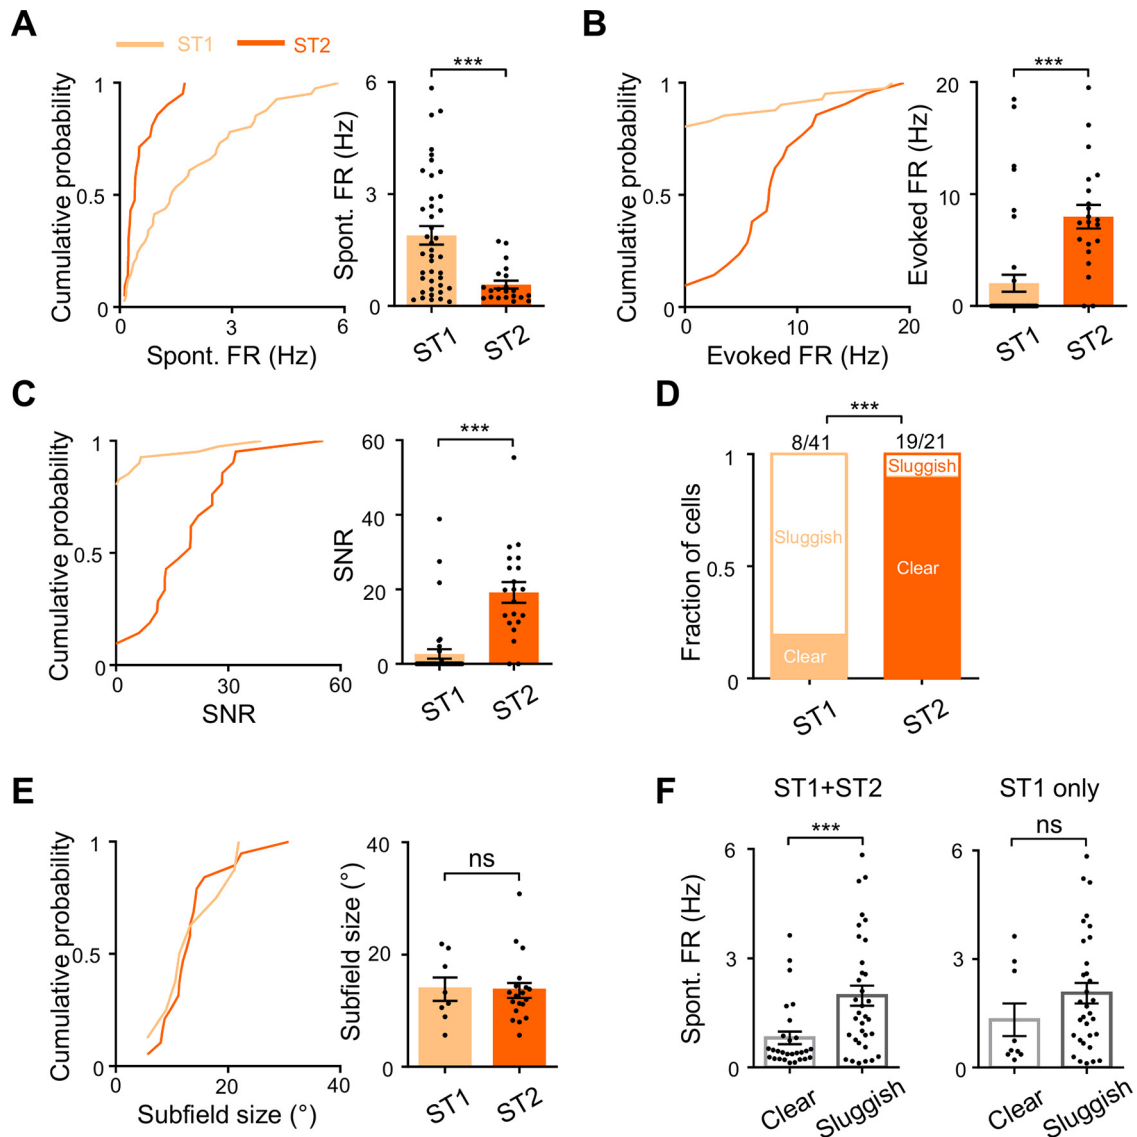 A
ST1
ST2
Cumulative probability
1
0.5
0
0
3
6
Spont. FR (Hz)
Spont. FR (Hz)
6
3
0
***
ST1
ST2
B
Cumulative probability
1
0.5
0
0
10
20
Evoked FR (Hz)
Evoked FR (Hz)
20
10
0
***
ST1
ST2
C
Cumulative probability
1
0.5
0
0
30
60
SNR
SNR
60
40
20
0
***
ST1
ST2
D
***
8/41
19/21
Fraction of cells
1
0.5
0
Sluggish
Clear
Sluggish
Clear
ST1
ST2
E
Cumulative probability
1
0.5
0
0
20
40
Subfield size (°)
Subfield size (°)
40
20
0
ns
ST1
ST2
F
ST1+ST2
Spont. FR (Hz)
6
3
0
***
Clear
Sluggish
ST1 only
6
3
0
ns
Clear
Sluggish